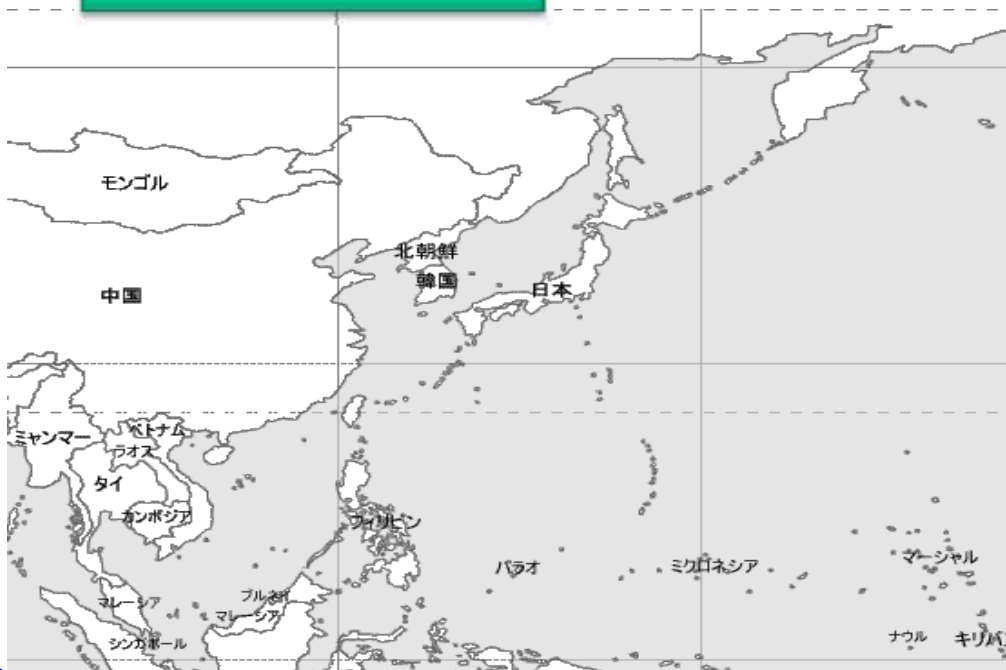 モンゴル
北朝鮮
韓国
中国
日本
ミャンマー
ベトナム
ラオス
タイ
カンボジア
フィリピン
パラオ
ミクロネシア
マーシャル
マレーシア
ブルネイ
マレーシア
シンガポール
ナウル
キリバ